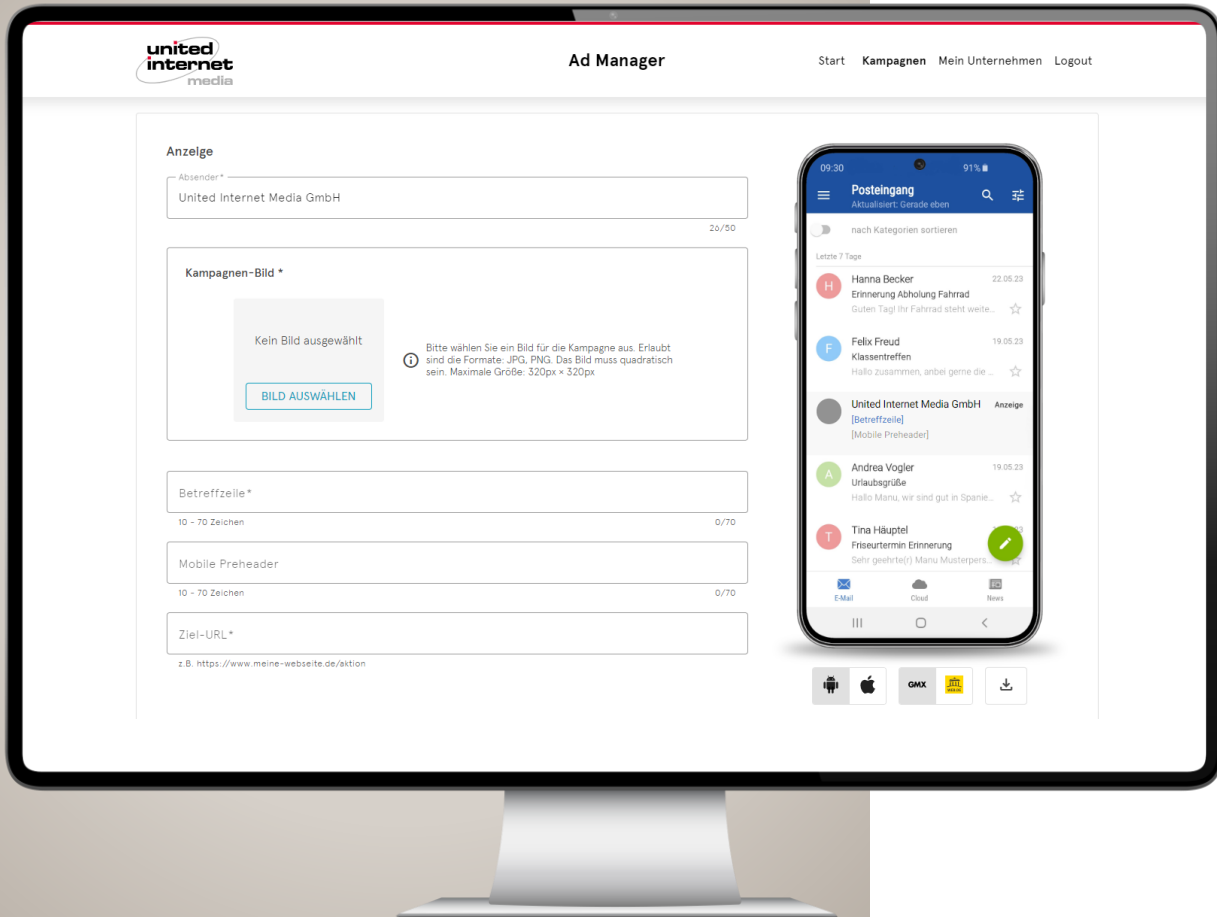 united
internet
media
Ad Manager
Start Kampagnen Mein Unternehmen Logout
Anzeige
Absender*
United Internet Media GmbH
26/50
Kampagnen-Bild *
Kein Bild ausgewählt
BILD AUSWÄHLEN
Bitte wählen Sie ein Bild für die Kampagne aus. Erlaubt
sind die Formate: JPG, PNG. Das Bild muss quadratisch
sein. Maximale Größe: 320px × 320px
Betreffzeile*
10 - 70 Zeichen 0/70
Mobile Preheader
10 - 70 Zeichen 0/70
Ziel-URL*
z.B. https://www.meine-webseite.de/aktion
09:30 91%
Posteingang
Aktualisiert: Gerade eben
nach Kategorien sortieren
Letzte 7 Tage
H
Hanna Becker 22.05.23
Erinnerung Abholung Fahrrad
Guten Tag! Ihr Fahrrad steht weite...
F
Felix Freud 19.05.23
Klassentreffen
Hallo zusammen, anbei gerne die ...
United Internet Media GmbH Anzeige
[Betreffzeile]
[Mobile Preheader]
A
Andrea Vogler 19.05.23
Urlaubsgrüße
Hallo Manu, wir sind gut in Spanie...
T
Tina Häuptel
Friseurtermin Erinnerung
Sehr geehrte(r) Manu Musterpers...
E-Mail Cloud News
GMX
WEB.DE